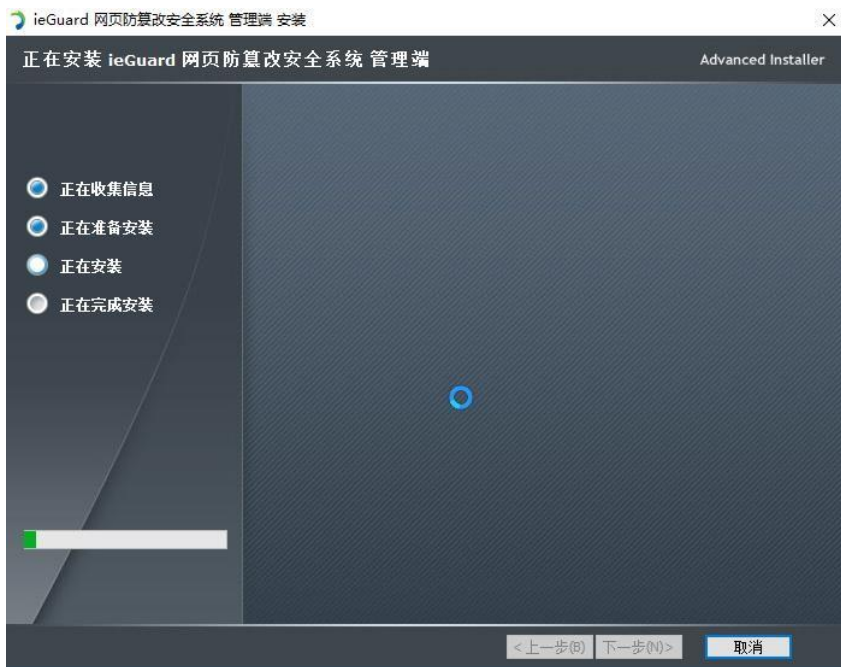 ieGuard 网页防篡改安全系统 管理端 安装
正在安装 ieGuard 网页防篡改安全系统 管理端
Advanced Installer
正在收集信息
正在准备安装
正在安装
正在完成安装
<上一步(B) 下一步(N)> 取消